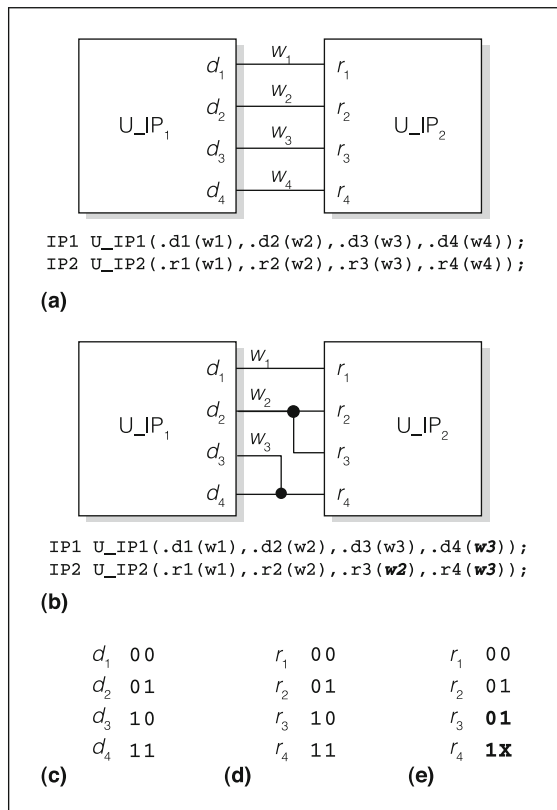 w₁
d₁ r₁
w₂
d₂ r₂
U_IP₁ U_IP₂
w₃
d₃ r₃
w₄
d₄ r₄
IP1 U_IP1(.d1(w1),.d2(w2),.d3(w3),.d4(w4));
IP2 U_IP2(.r1(w1),.r2(w2),.r3(w3),.r4(w4));
(a)
w₁
d₁ r₁
w₂
d₂ r₂
U_IP₁ U_IP₂
w₃
d₃ r₃
d₄ r₄
IP1 U_IP1(.d1(w1),.d2(w2),.d3(w3),.d4(w3));
IP2 U_IP2(.r1(w1),.r2(w2),.r3(w2),.r4(w3));
(b)
d₁ 00 r₁ 00 r₁ 00
d₂ 01 r₂ 01 r₂ 01
d₃ 10 r₃ 10 r₃ 01
d₄ 11 r₄ 11 r₄ 1X
(c) (d) (e)